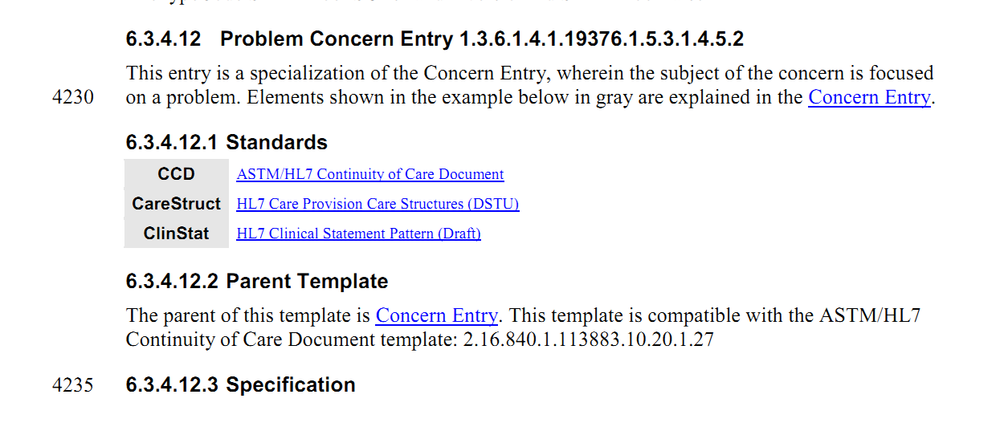 6.3.4.12 Problem Concern Entry 1.3.6.1.4.1.19376.1.5.3.1.4.5.2
This entry is a specialization of the Concern Entry, wherein the subject of the concern is focused
4230 on a problem. Elements shown in the example below in gray are explained in the Concern Entry.
6.3.4.12.1 Standards
CCD ASTM/HL7 Continuity of Care Document
CareStruct HL7 Care Provision Care Structures (DSTU)
ClinStat HL7 Clinical Statement Pattern (Draft)
6.3.4.12.2 Parent Template
The parent of this template is Concern Entry. This template is compatible with the ASTM/HL7
Continuity of Care Document template: 2.16.840.1.113883.10.20.1.27
4235 6.3.4.12.3 Specification